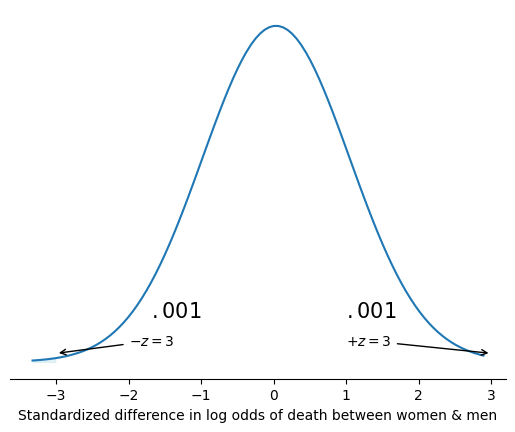 .001 .001
−z = 3 +z = 3
−3 −2 −1 0 1 2 3
Standardized difference in log odds of death between women & men